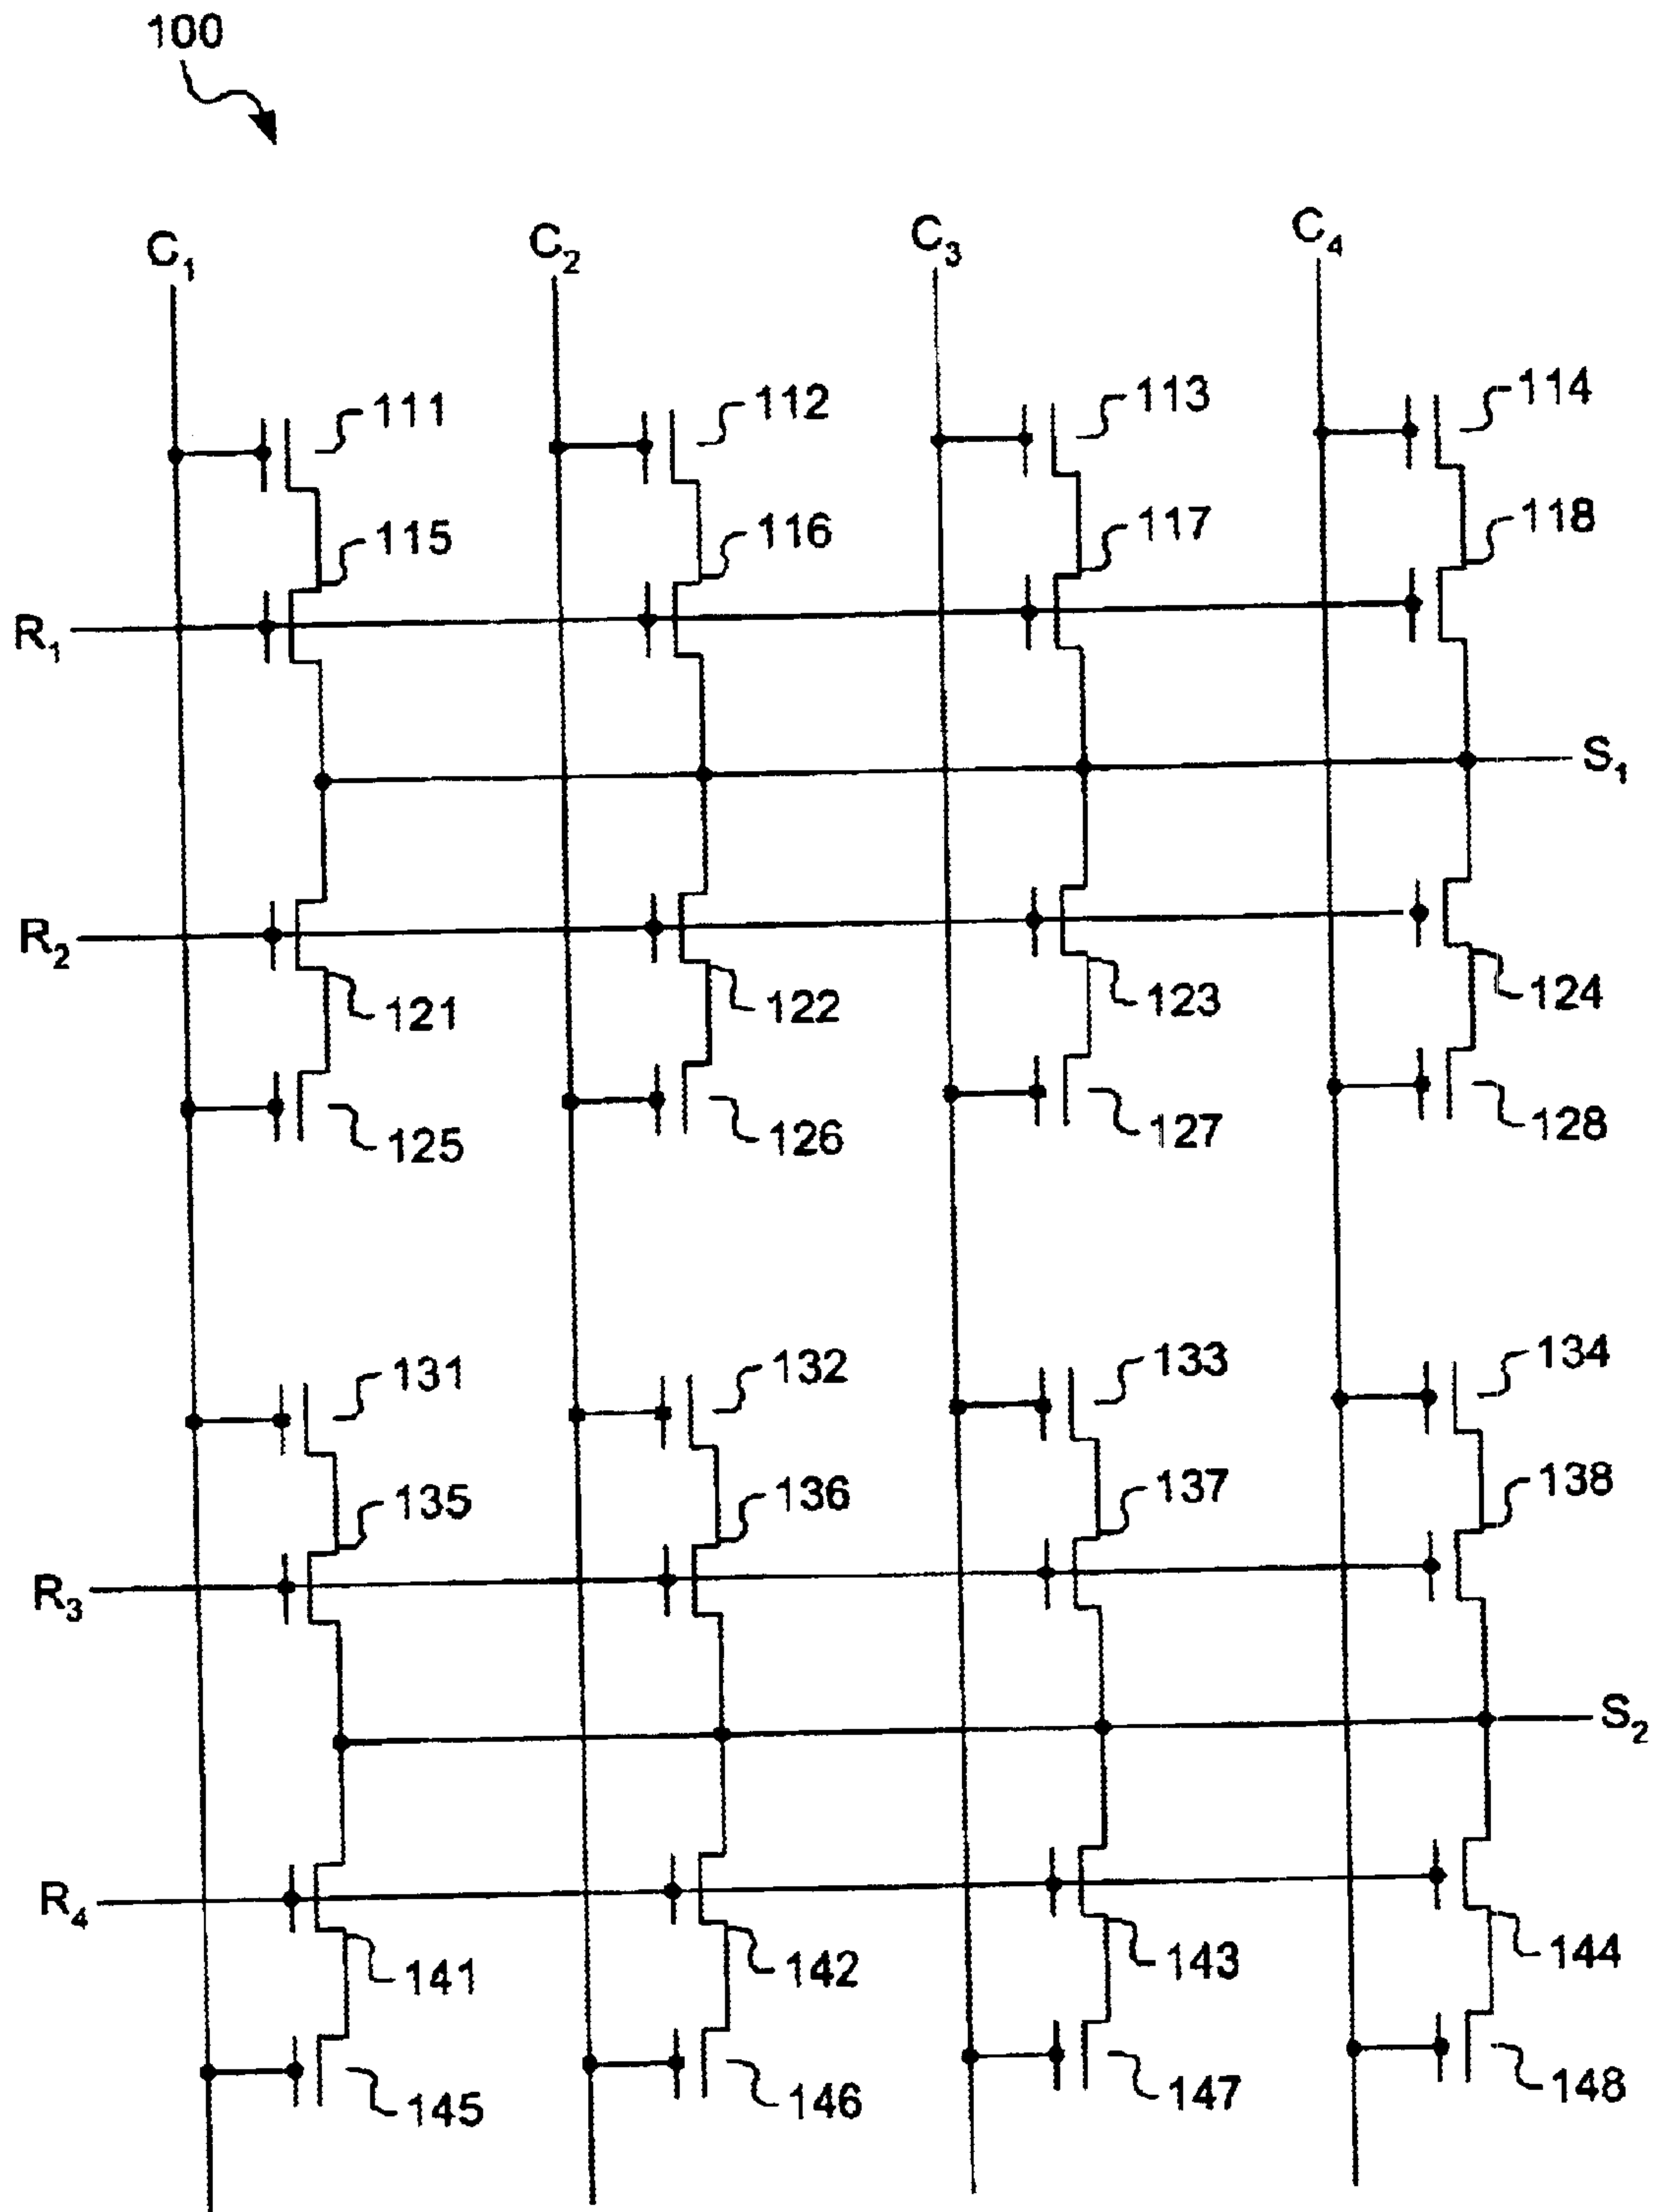 100
C₁ C₂ C₃ C₄
111 112 113 114
115 116 117 118
R₁
S₁
R₂
121 122 123 124
125 126 127 128
131 132 133 134
135 136 137 138
R₃
S₂
R₄
141 142 143 144
145 146 147 148